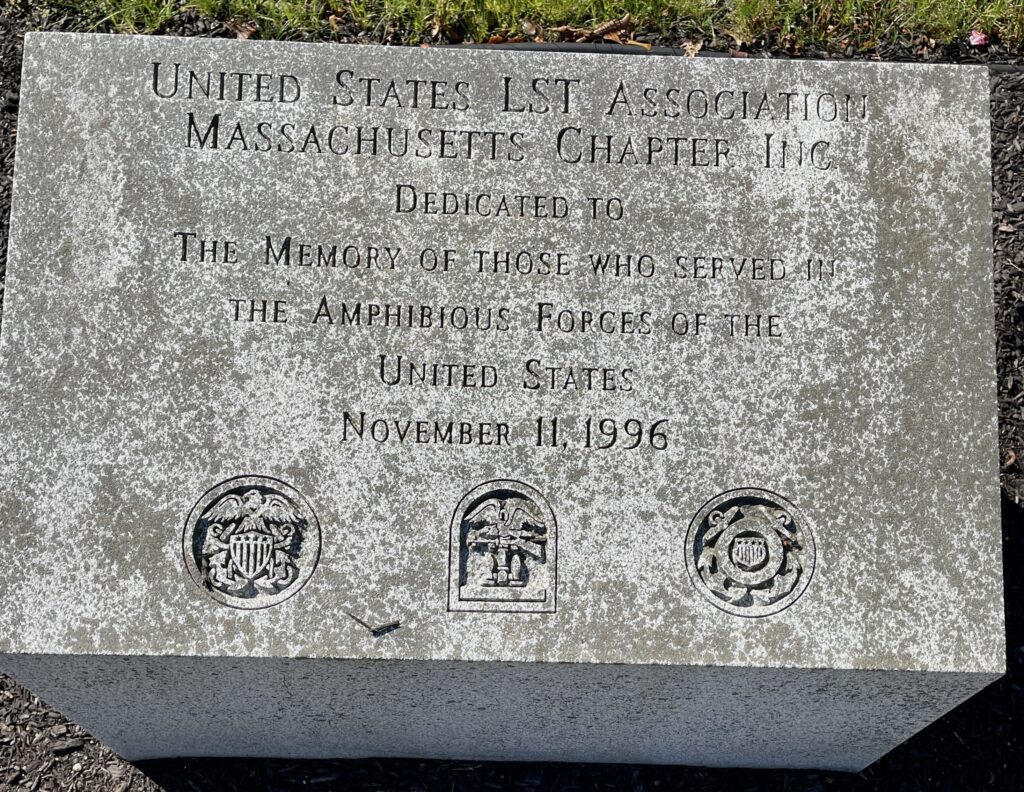 United States LST Association
Massachusetts Chapter Inc
Dedicated to
The Memory of those who served in
the Amphibious Forces of the
United States
November 11, 1996